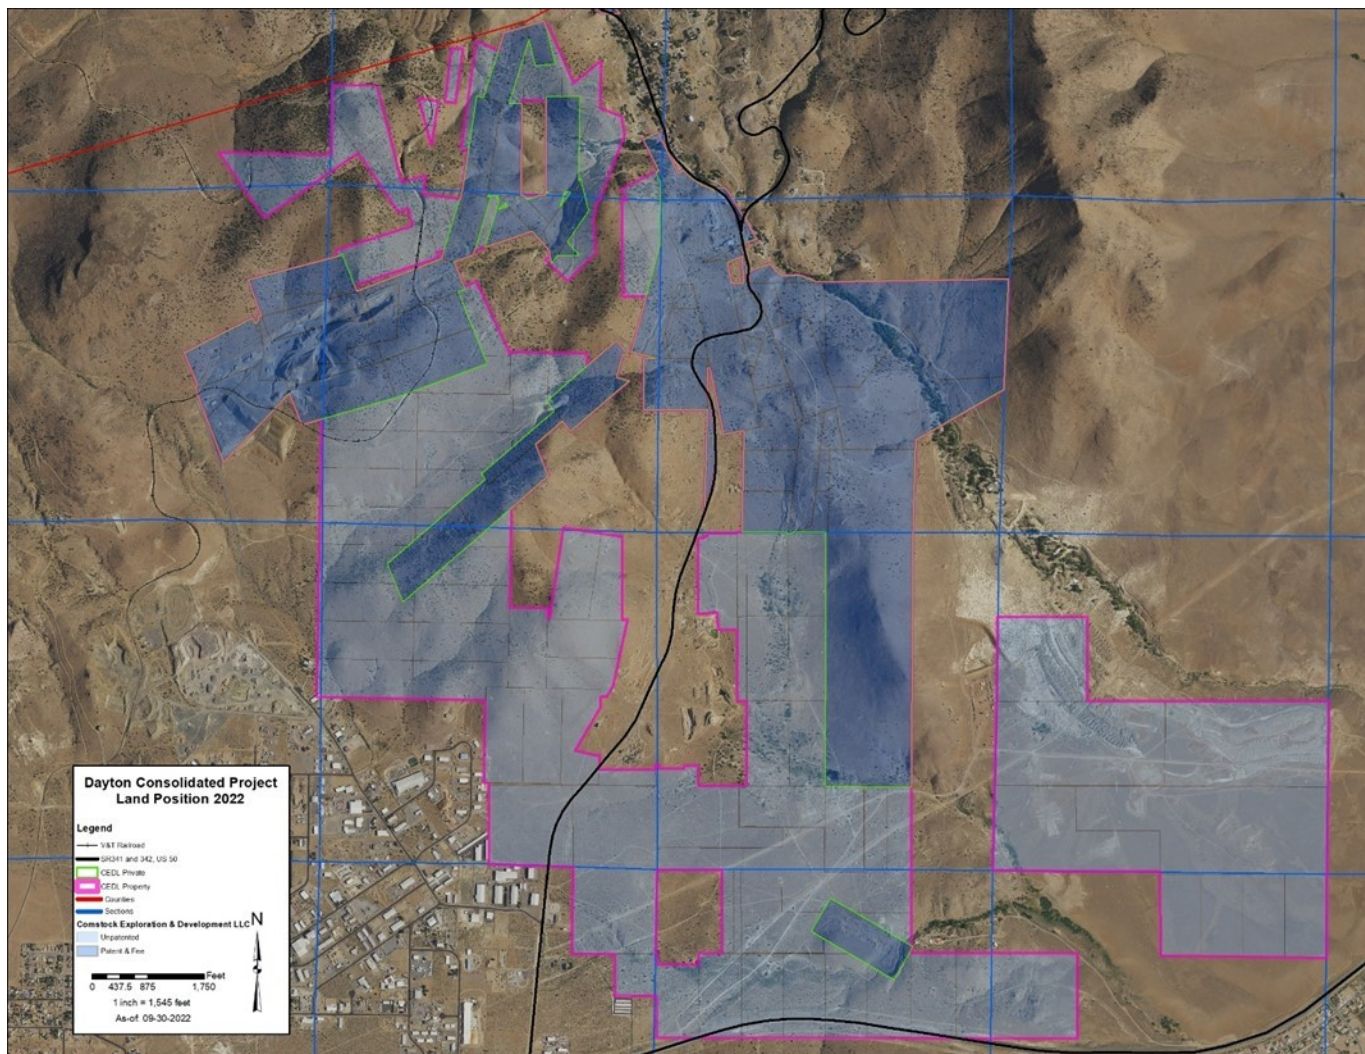 Dayton Consolidated Project
Land Position 2022
Legend
V&T Railroad
SR341 and 342, US 50
CEDL Private
CEDL Property
Counties
Sections
Comstock Exploration & Development LLC
N
Unpatented
Patent & Fee
Feet
0 437.5 875 1,750
1 inch = 1,545 feet
As-of: 09-30-2022